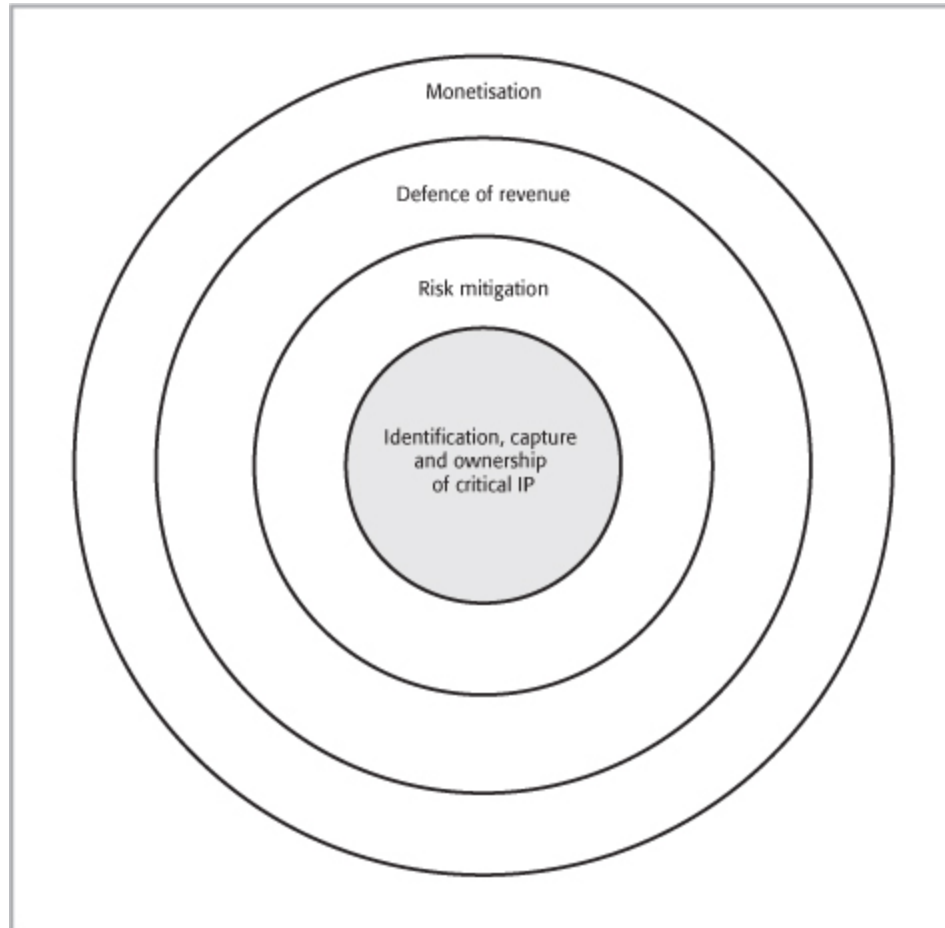 Monetisation
Defence of revenue
Risk mitigation
Identification, capture
and ownership
of critical IP